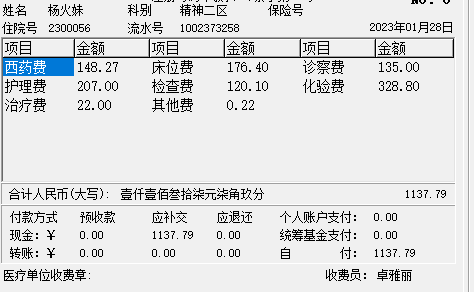 姓名 杨火妹 科别 精神二区 保险号
住院号 2300056 流水号 1002373258 2023年01月28日
项目 金额 项目 金额 项目 金额
西药费 148.27 床位费 176.40 诊察费 135.00
护理费 207.00 检查费 120.10 化验费 328.80
治疗费 22.00 其他费 0.22
合计人民币(大写): 壹仟壹佰叁拾柒元柒角玖分 1137.79
付款方式 预收款 应补交 应退还 个人账户支付: 0.00
现金:¥ 0.00 1137.79 0.00 统筹基金支付: 0.00
转账:¥ 0.00 0.00 0.00 自 付: 1137.79
医疗单位收费章: 收费员: 卓雅丽